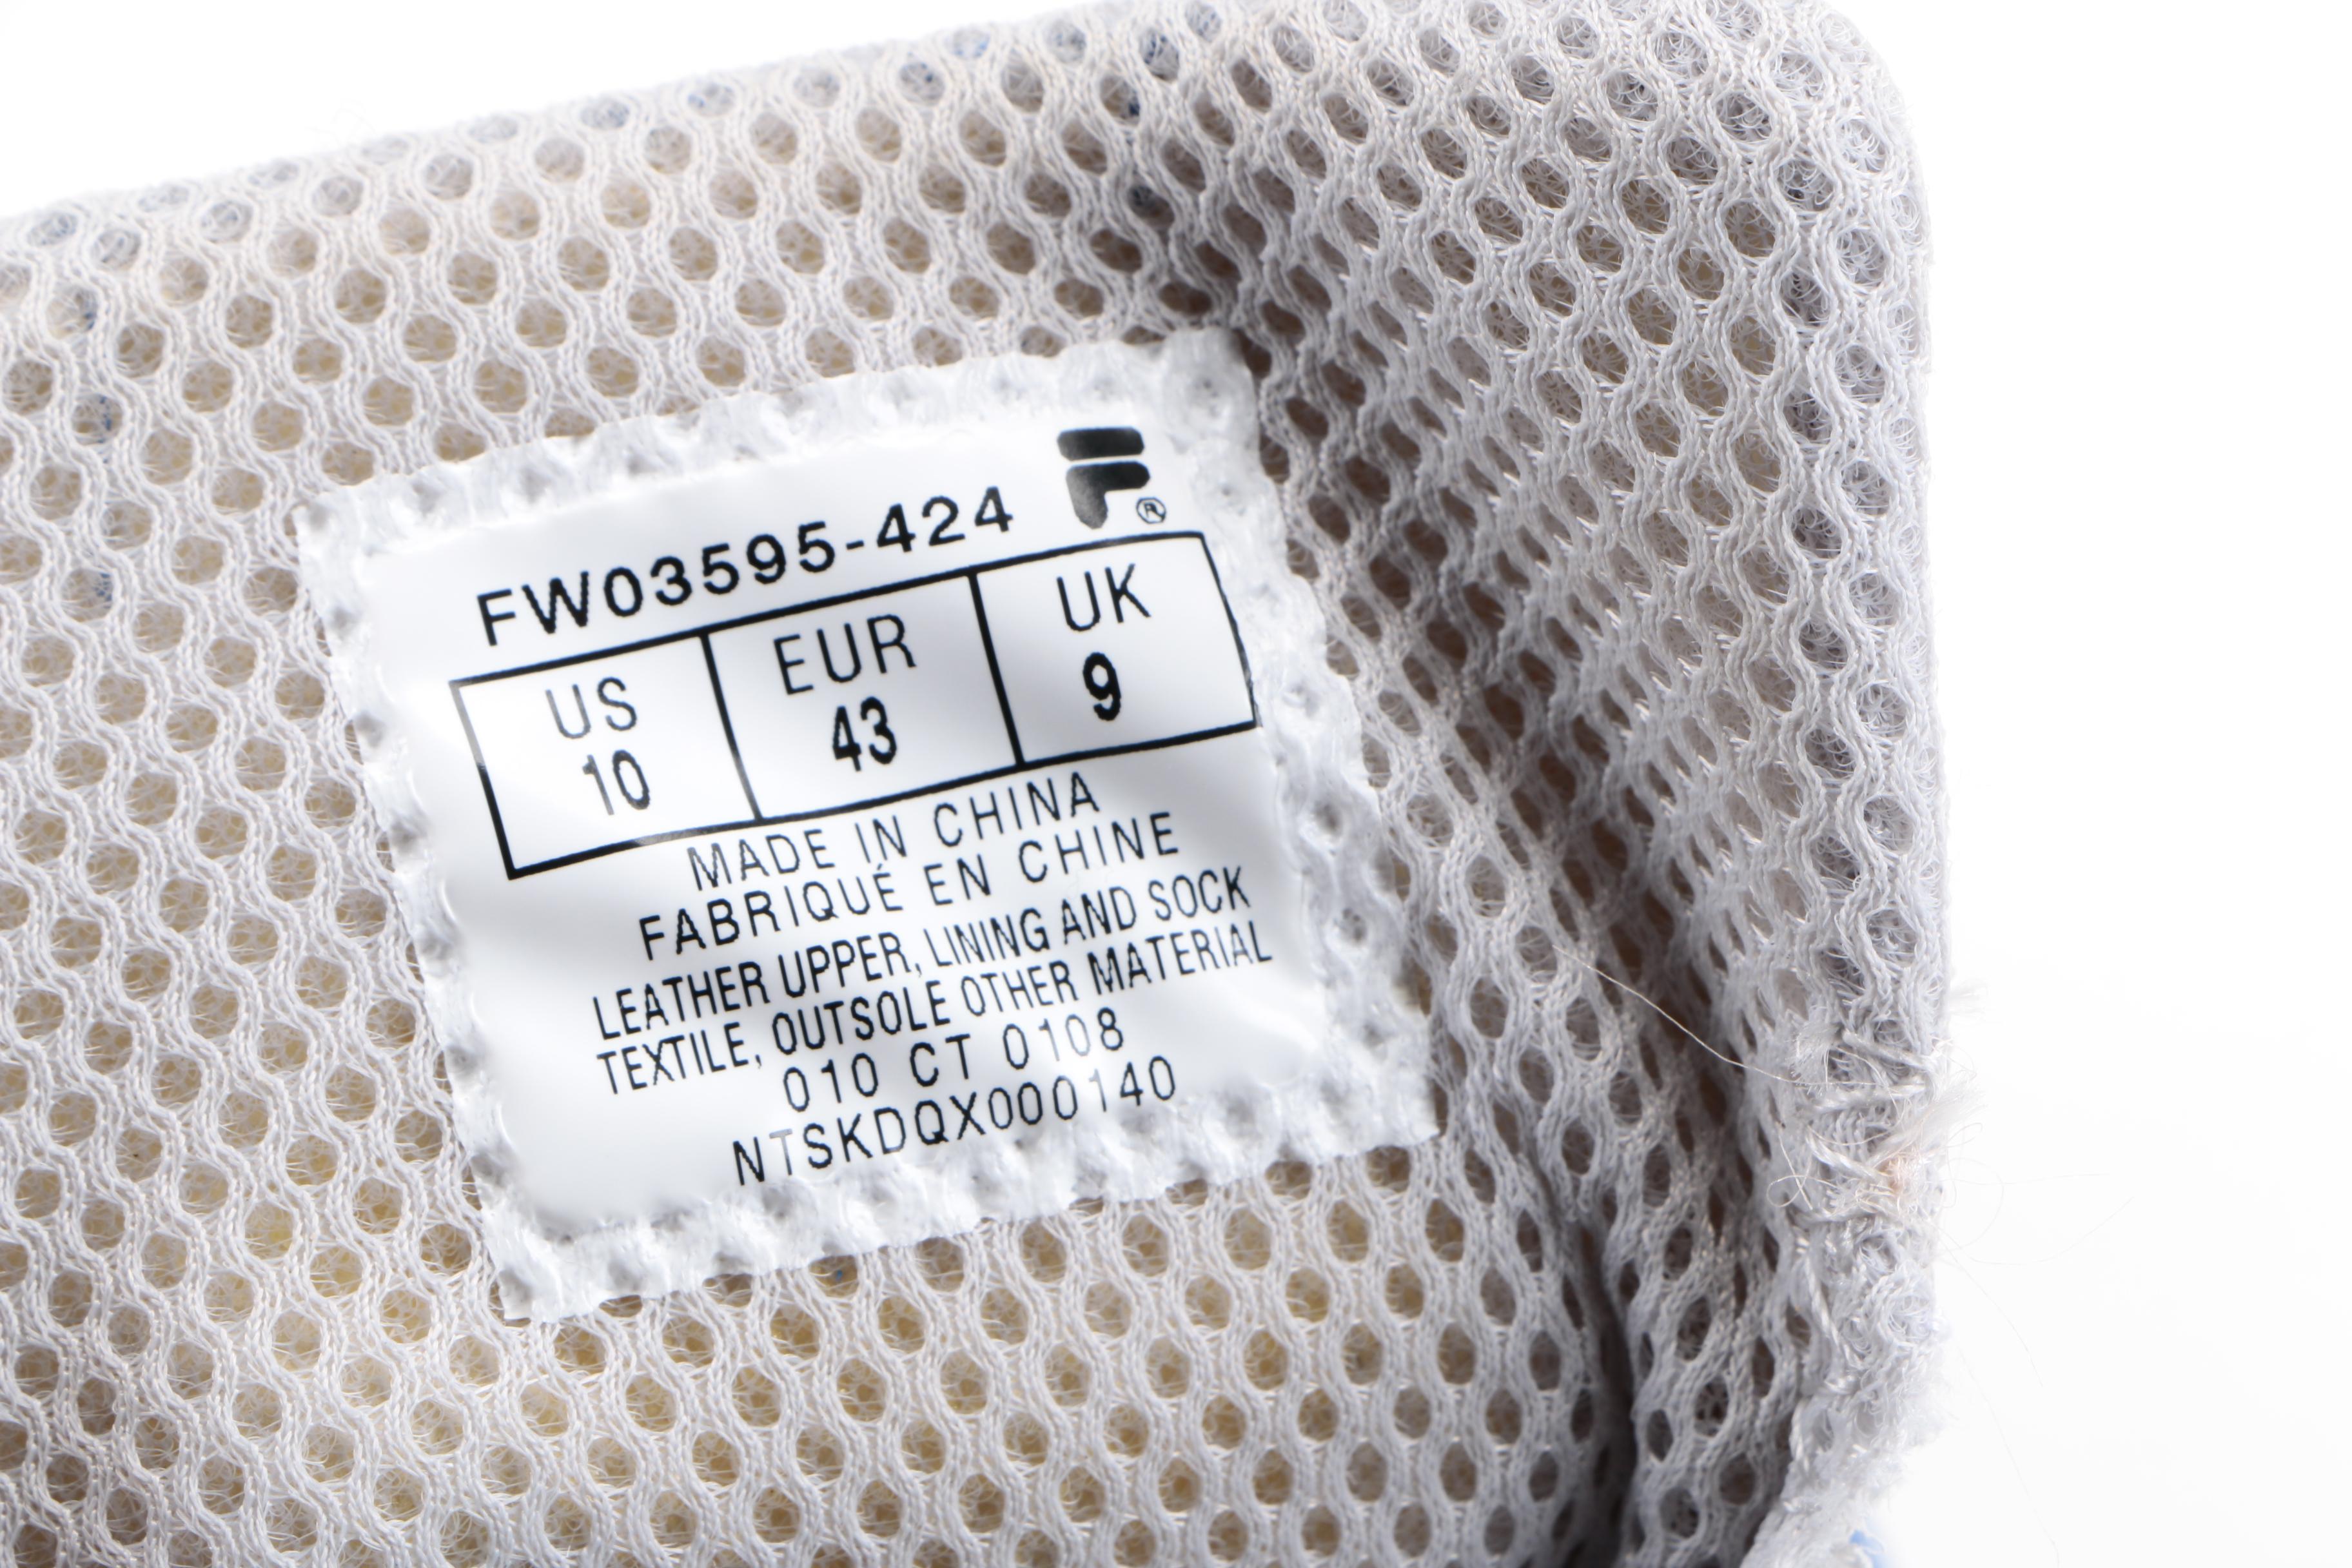 FW03595-424 F®
US EUR UK
10 43 9
MADE IN CHINA
FABRIQUÉ EN CHINE
LEATHER UPPER, LINING AND SOCK
TEXTILE, OUTSOLE OTHER MATERIAL
010 CT 0108
NTSKDQX000140